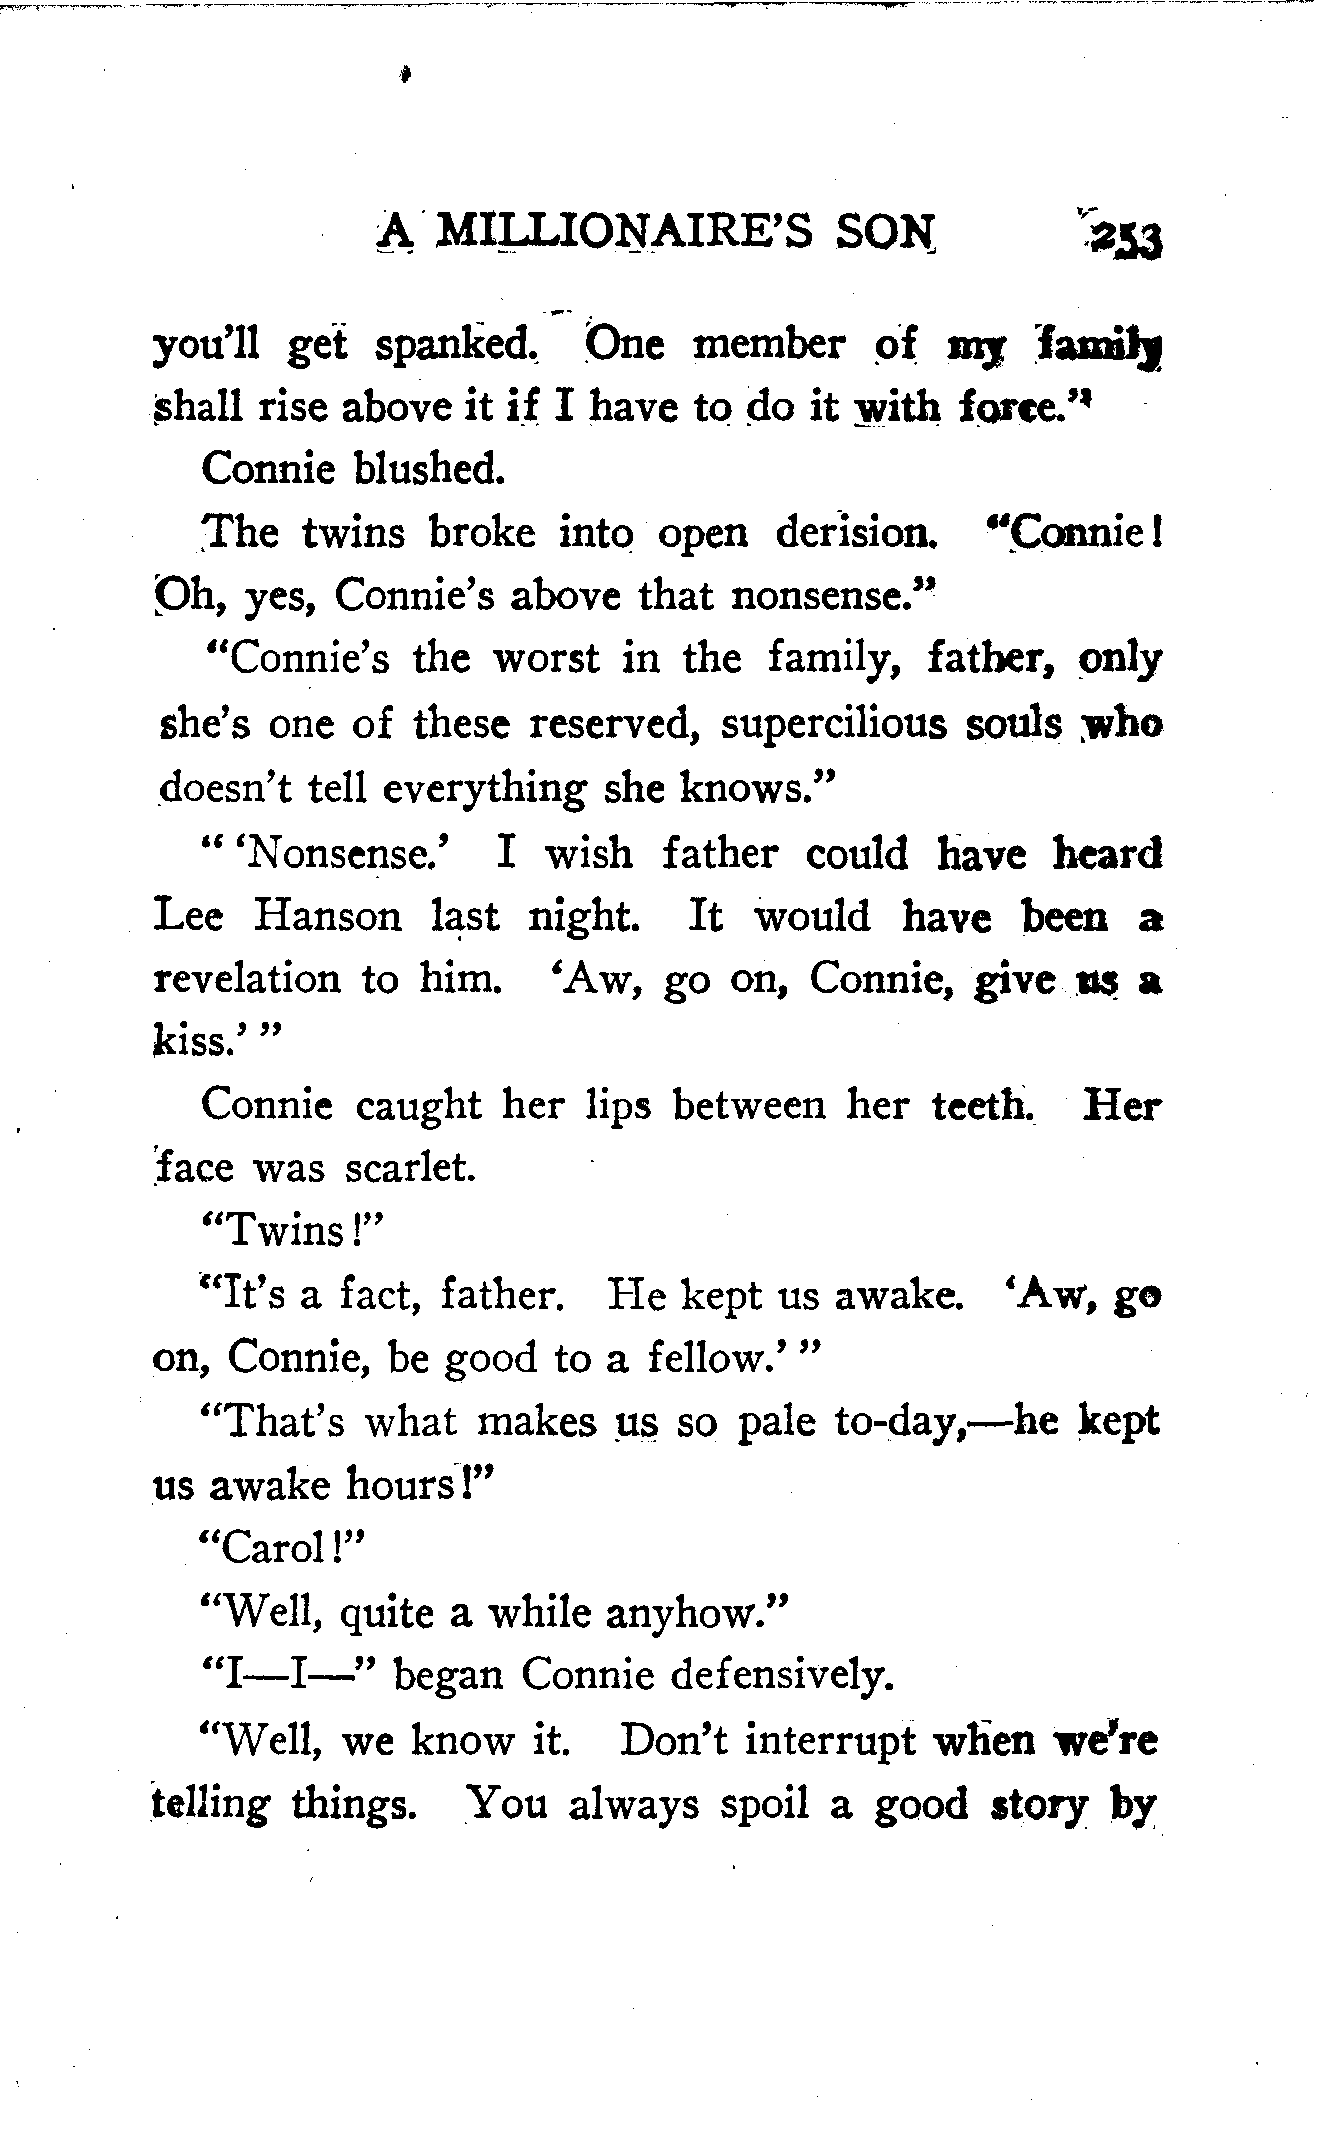 A MILLIONAIRE'S SON 253
you'll get spanked. One member of my family
shall rise above it if I have to do it with force."
Connie blushed.
The twins broke into open derision. "Connie!
Oh, yes, Connie's above that nonsense."
"Connie's the worst in the family, father, only
she's one of these reserved, supercilious souls who
doesn't tell everything she knows."
" 'Nonsense.' I wish father could have heard
Lee Hanson last night. It would have been a
revelation to him. 'Aw, go on, Connie, give us a
kiss.' "
Connie caught her lips between her teeth. Her
face was scarlet.
"Twins!"
"It's a fact, father. He kept us awake. 'Aw, go
on, Connie, be good to a fellow.' "
"That's what makes us so pale to-day,—he kept
us awake hours!"
"Carol!"
"Well, quite a while anyhow."
"I—I—" began Connie defensively.
"Well, we know it. Don't interrupt when we're
telling things. You always spoil a good story by